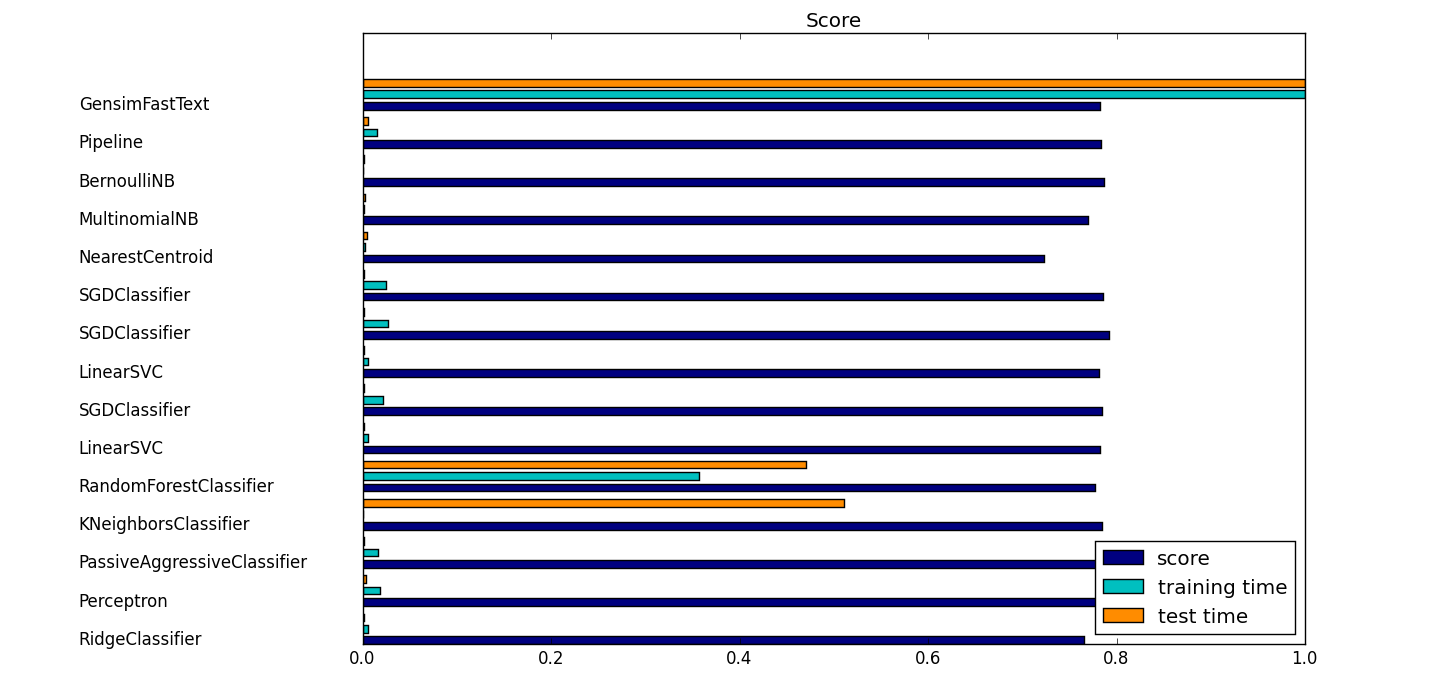 Score
GensimFastText
Pipeline
BernoulliNB
MultinomialNB
NearestCentroid
SGDClassifier
SGDClassifier
LinearSVC
SGDClassifier
LinearSVC
RandomForestClassifier
KNeighborsClassifier
PassiveAggressiveClassifier
Perceptron
RidgeClassifier
score
training time
test time
0.0 0.2 0.4 0.6 0.8 1.0